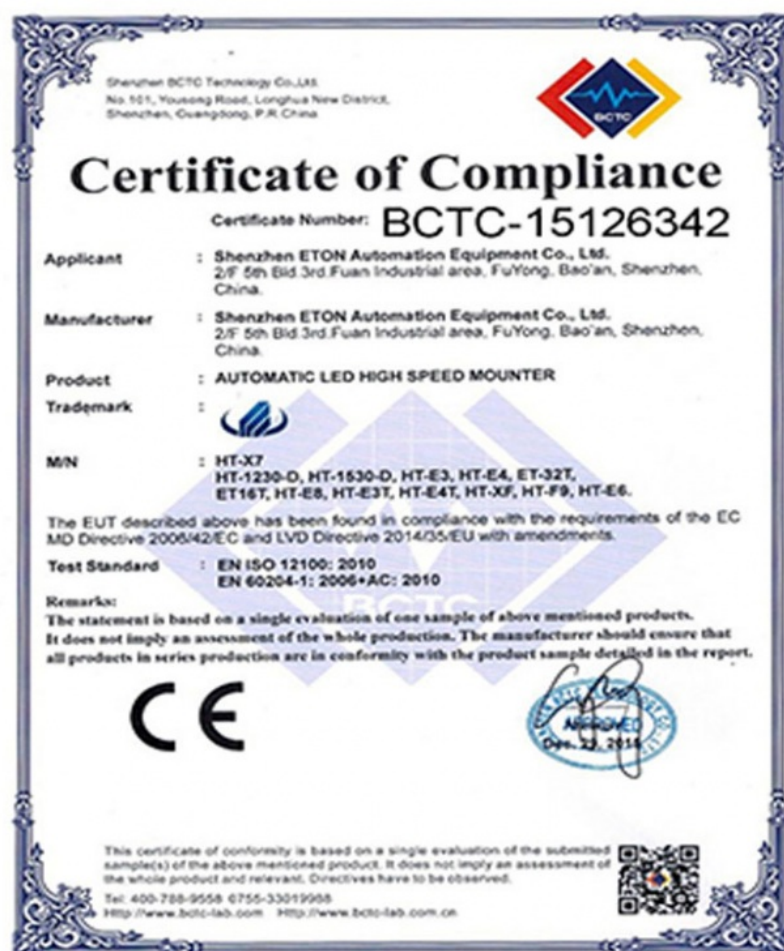 Shenzhen BCTC Technology Co.,Ltd.
No.101, Yousong Road, Longhua New District,
Shenzhen, Guangdong, P.R.China.
BCTC
Certificate of Compliance
Certificate Number: BCTC-15126342
Applicant : Shenzhen ETON Automation Equipment Co., Ltd.
2/F 5th Bld.3rd.Fuan Industrial area, FuYong, Bao'an, Shenzhen,
China.
Manufacturer : Shenzhen ETON Automation Equipment Co., Ltd.
2/F 5th Bld.3rd.Fuan Industrial area, FuYong, Bao'an, Shenzhen,
China.
Product : AUTOMATIC LED HIGH SPEED MOUNTER
Trademark :
M/N : HT-X7
HT-1230-D, HT-1530-D, HT-E3, HT-E4, ET-32T,
ET16T, HT-E8, HT-E3T, HT-E4T, HT-XF, HT-F9, HT-E6.
The EUT described above has been found in compliance with the requirements of the EC
MD Directive 2006/42/EC and LVD Directive 2014/35/EU with amendments.
Test Standard : EN ISO 12100: 2010
EN 60204-1: 2006+AC: 2010
BCTC
Remarks:
The statement is based on a single evaluation of one sample of above mentioned products.
It does not imply an assessment of the whole production. The manufacturer should ensure that
all products in series production are in conformity with the product sample detailed in the report.
CE
APPROVED
This certificate of conformity is based on a single evaluation of the submitted
sample(s) of the above mentioned product. It does not imply an assessment of
the whole product and relevant. Directives have to be observed.
Tel: 400-788-9558 0755-33019988
Http://www.bctc-lab.com Http://www.bctc-lab.com.cn